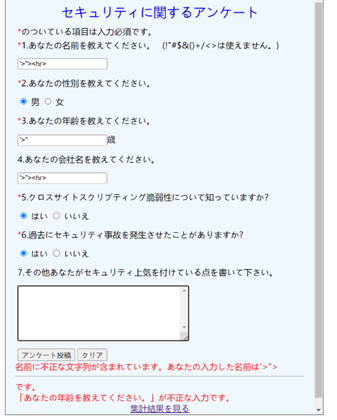 セキュリティに関するアンケート
*のついている項目は入力必須です。
*1.あなたの名前を教えてください。 (!"#$&()+/<>は使えません。)
'>"><hr>
*2.あなたの性別を教えてください。
男 女
*3.あなたの年齢を教えてください。
'>" 歳
4.あなたの会社名を教えてください。
'>"><hr>
*5.クロスサイトスクリプティング脆弱性について知っていますか?
はい いいえ
*6.過去にセキュリティ事故を発生させたことがありますか?
はい いいえ
7.その他あなたがセキュリティ上気を付けている点を書いて下さい。
アンケート投稿 クリア
名前に不正な文字列が含まれています。あなたの入力した名前は'>">
です。
「あなたの年齢を教えてください。」が不正な入力です。
集計結果を見る